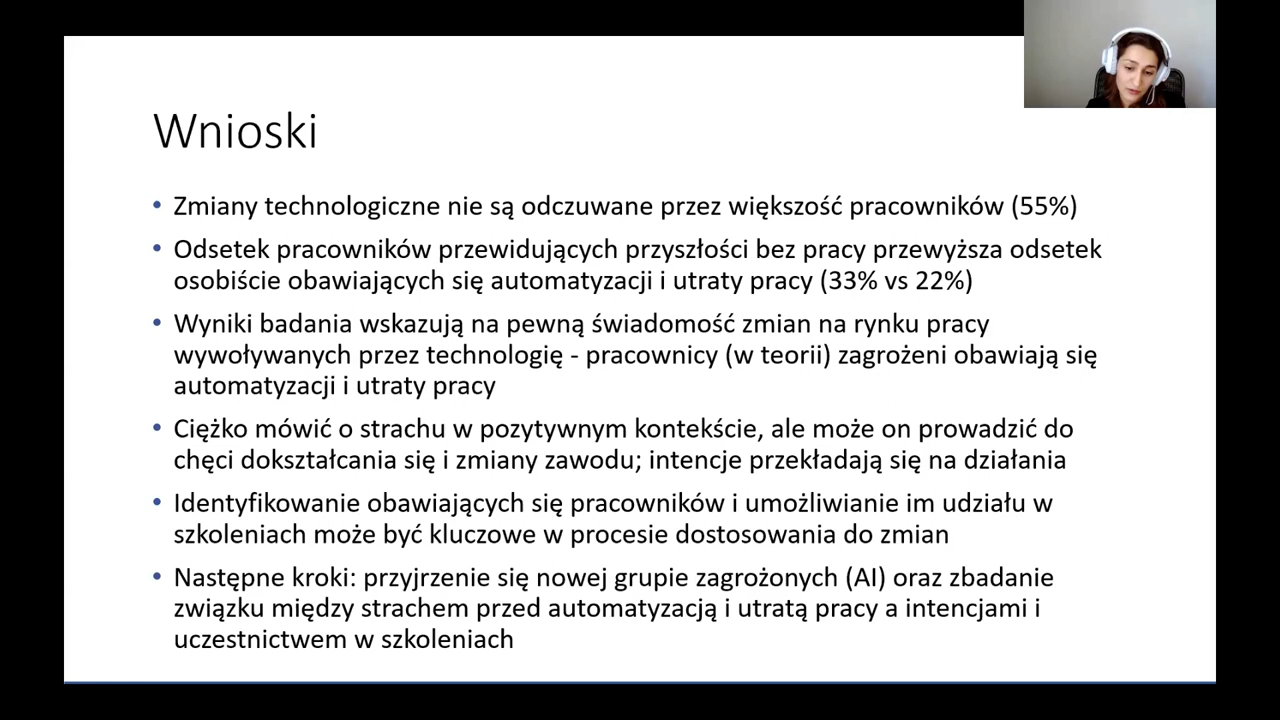 Wnioski
• Zmiany technologiczne nie są odczuwane przez większość pracowników (55%)
• Odsetek pracowników przewidujących przyszłości bez pracy przewyższa odsetek
osobiście obawiających się automatyzacji i utraty pracy (33% vs 22%)
• Wyniki badania wskazują na pewną świadomość zmian na rynku pracy
wywoływanych przez technologię - pracownicy (w teorii) zagrożeni obawiają się
automatyzacji i utraty pracy
• Ciężko mówić o strachu w pozytywnym kontekście, ale może on prowadzić do
chęci dokształcania się i zmiany zawodu; intencje przekładają się na działania
• Identyfikowanie obawiających się pracowników i umożliwianie im udziału w
szkoleniach może być kluczowe w procesie dostosowania do zmian
• Następne kroki: przyjrzenie się nowej grupie zagrożonych (AI) oraz zbadanie
związku między strachem przed automatyzacją i utratą pracy a intencjami i
uczestnictwem w szkoleniach